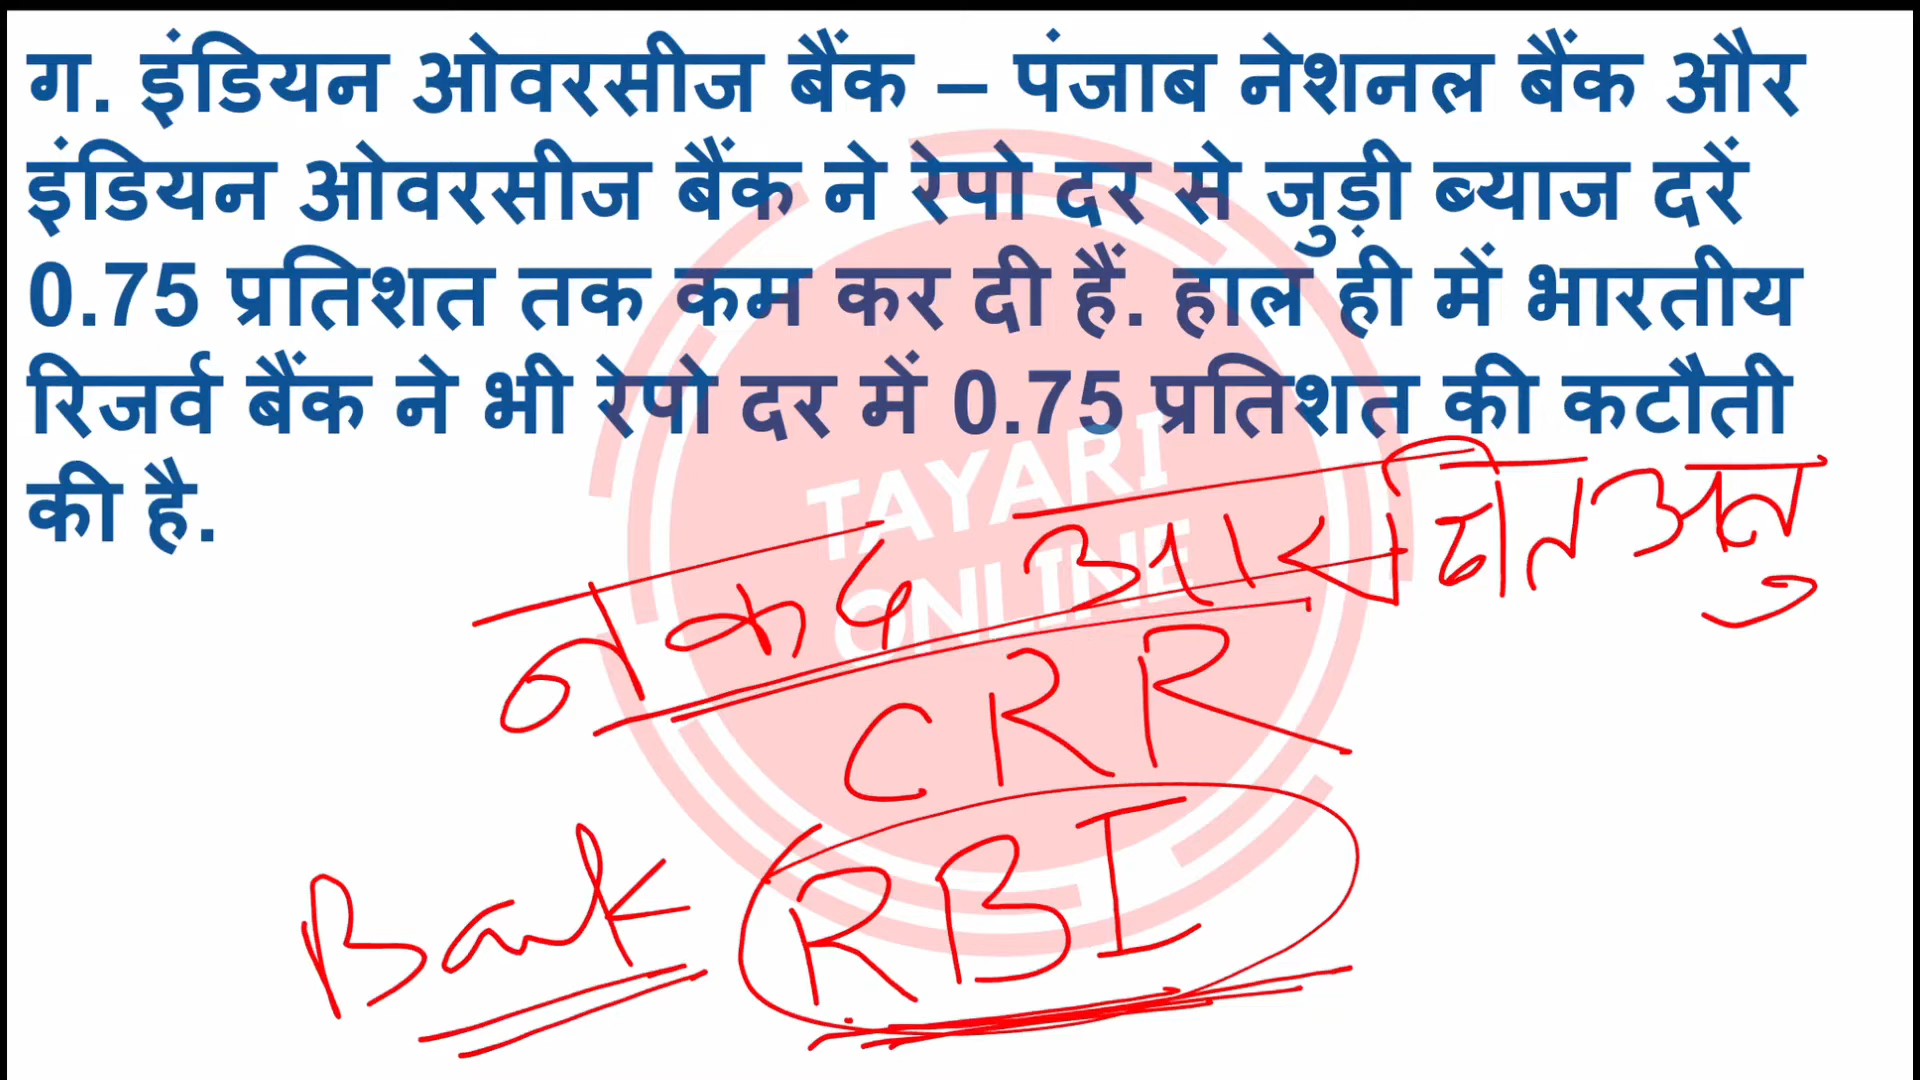 ग. इंडियन ओवरसीज बैंक – पंजाब नेशनल बैंक और
इंडियन ओवरसीज बैंक ने रेपो दर से जुड़ी ब्याज दरें
0.75 प्रतिशत तक कम कर दी हैं. हाल ही में भारतीय
रिजर्व बैंक ने भी रेपो दर में 0.75 प्रतिशत की कटौती
की है.
TAYARI
ONLINE
नकद
CRR
Bank RBI